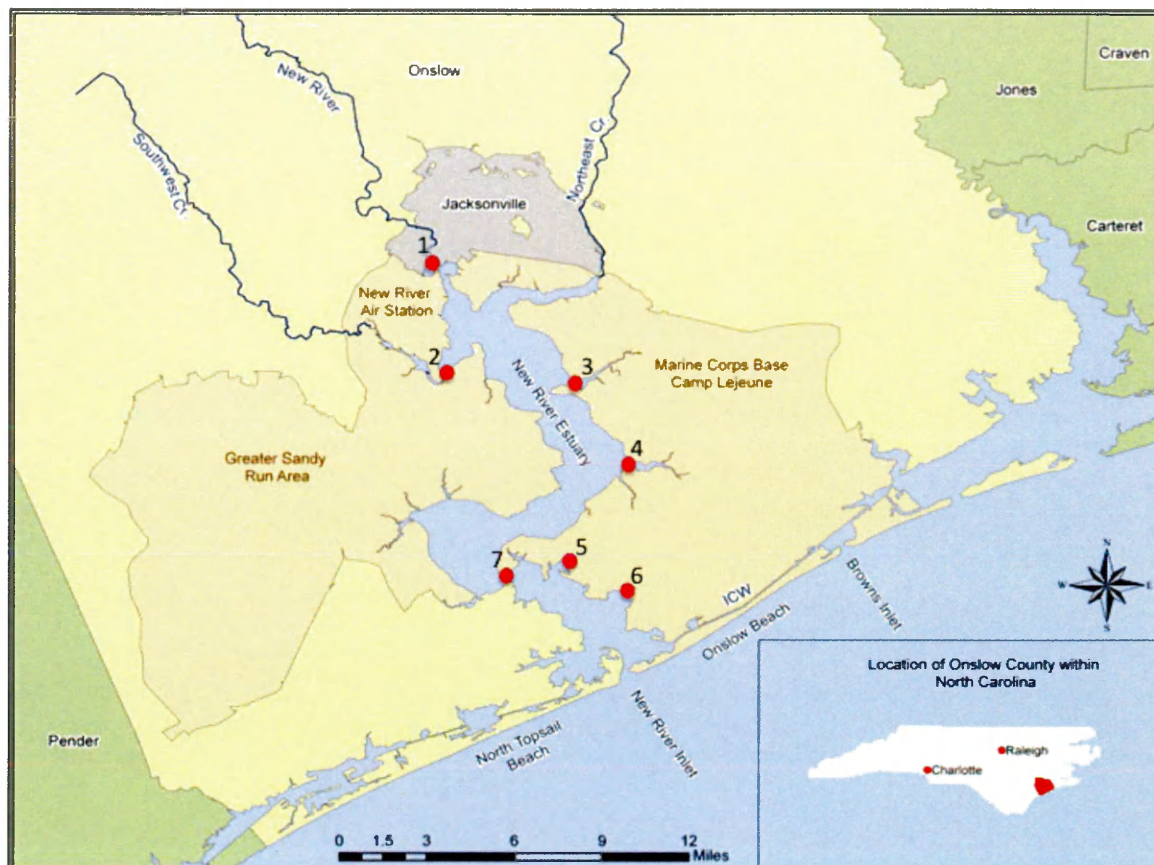 Craven
Onslow
New River
Jones
Northeast Cr.
Southwest Cr.
Jacksonville
Carteret
1
New River
Air Station
2
3
New River Estuary
Marine Corps Base
Camp Lejeune
4
Greater Sandy
Run Area
5
7
6
ICW
Browns Inlet
Onslow Beach
N
W
E
S
Location of Onslow County within
North Carolina
Raleigh
Charlotte
New River Inlet
North Topsail
Beach
Pender
0 1.5 3 6 9 12
Miles